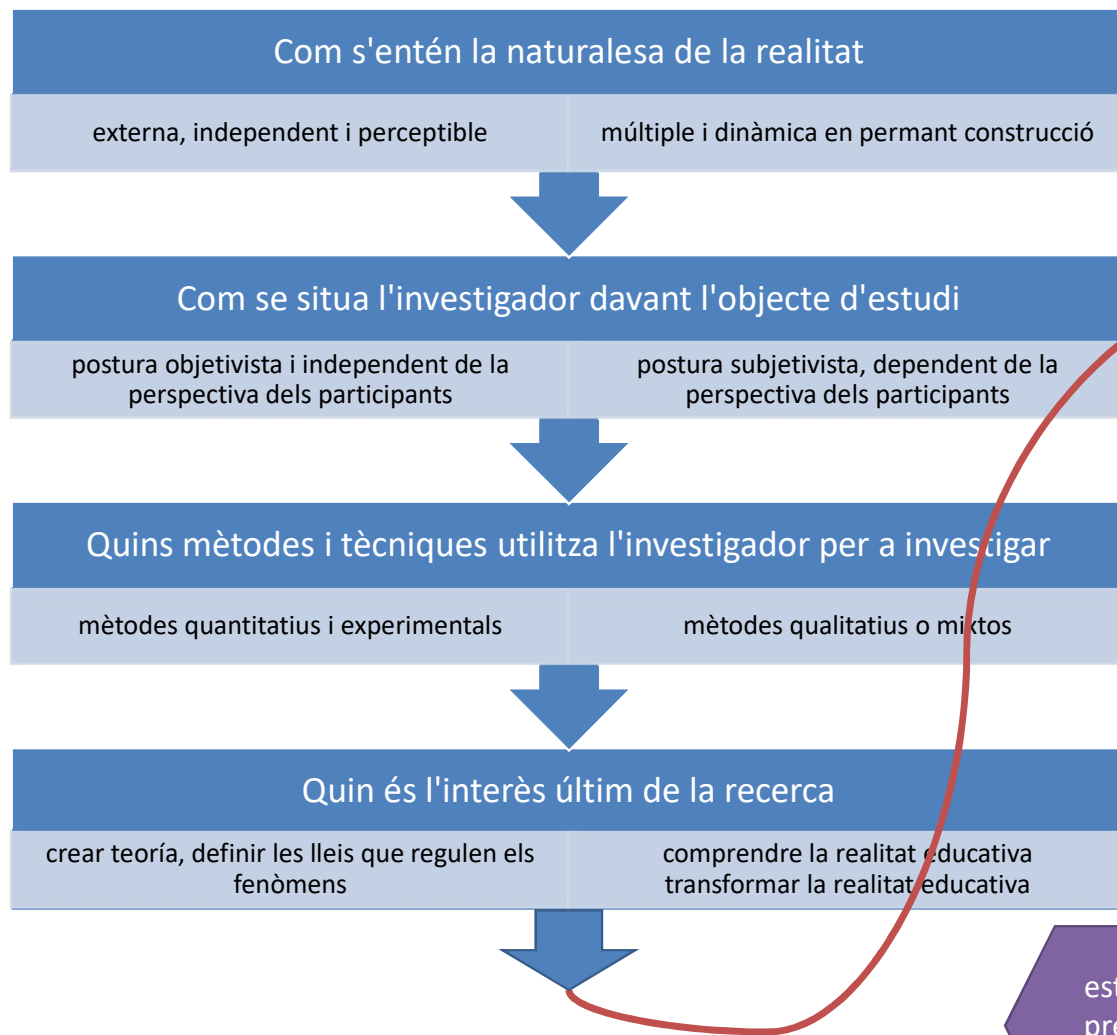 Com s'entén la naturalesa de la realitat
externa, independent i perceptible
múltiple i dinàmica en permant construcció
Com se situa l'investigador davant l'objecte d'estudi
postura objetivista i independent de la
perspectiva dels participants
postura subjetivista, dependent de la
perspectiva dels participants
Quins mètodes i tècniques utilitza l'investigador per a investigar
mètodes quantitatius i experimentals
mètodes qualitatius o mixtos
Quin és l'interès últim de la recerca
crear teoría, definir les lleis que regulen els
fenòmens
comprendre la realitat educativa
transformar la realitat educativa